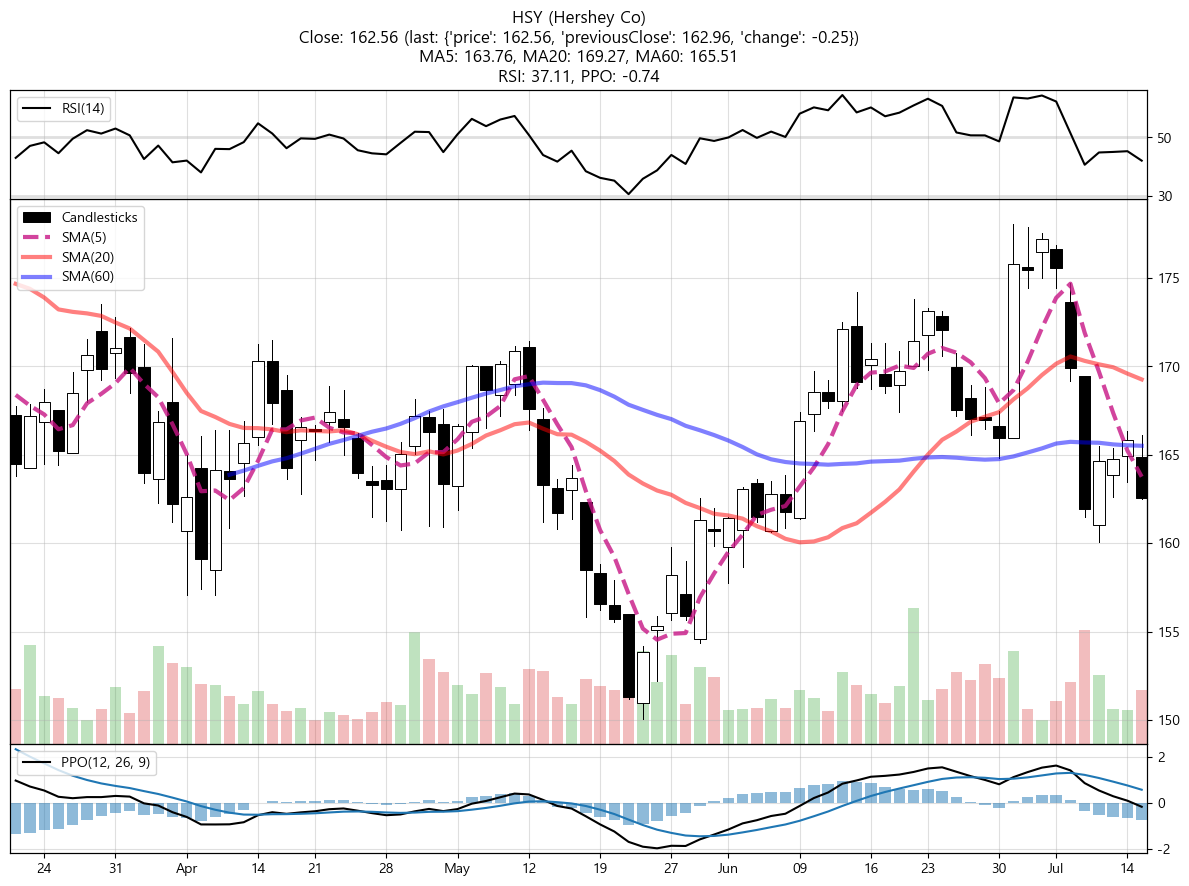 HSY (Hershey Co)
Close: 162.56 (last: {'price': 162.56, 'previousClose': 162.96, 'change': -0.25})
MA5: 163.76, MA20: 169.27, MA60: 165.51
RSI: 37.11, PPO: -0.74
RSI(14)
50
30
Candlesticks
SMA(5)
SMA(20)
SMA(60)
175
170
165
160
155
150
PPO(12, 26, 9)
2
0
-2
24 31 Apr 14 21 28 May 12 19 27 Jun 09 16 23 30 Jul 14